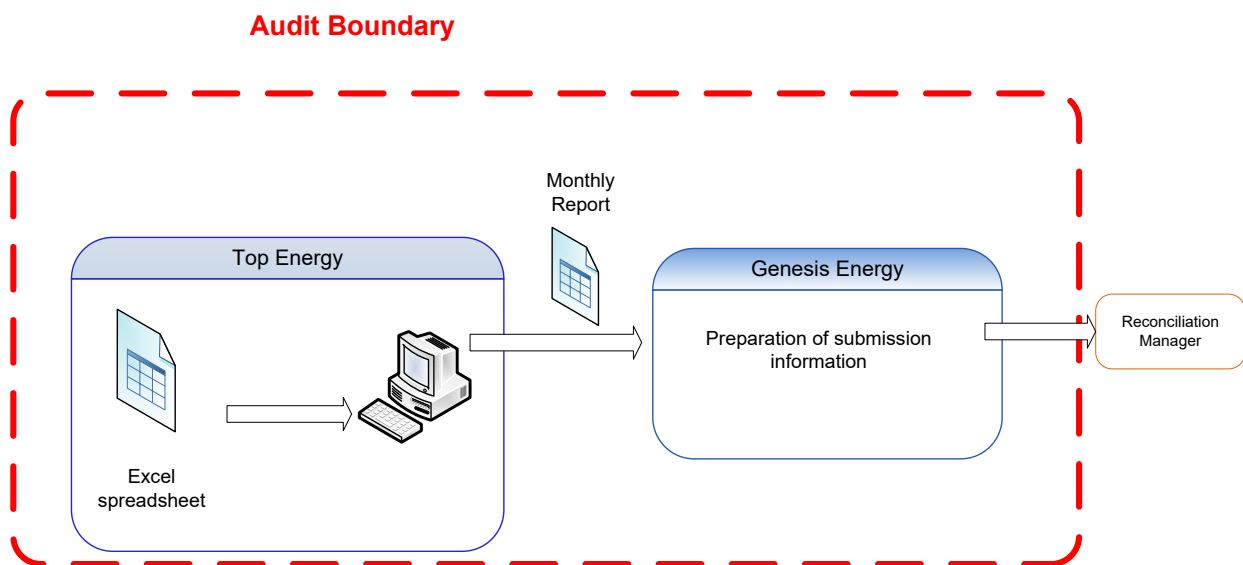 Audit Boundary
Monthly
Report
Top Energy
Genesis Energy
Preparation of submission
information
Reconciliation
Manager
Excel
spreadsheet